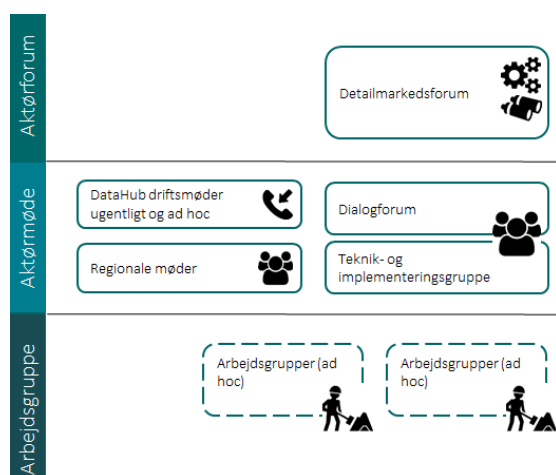 Aktørforum
Detailmarkedsforum
Aktørmøde
DataHub driftsmøder
ugentligt og ad hoc
Dialogforum
Regionale møder
Teknik- og
implementeringsgruppe
Arbejdsgruppe
Arbejdsgrupper (ad
hoc)
Arbejdsgrupper (ad
hoc)